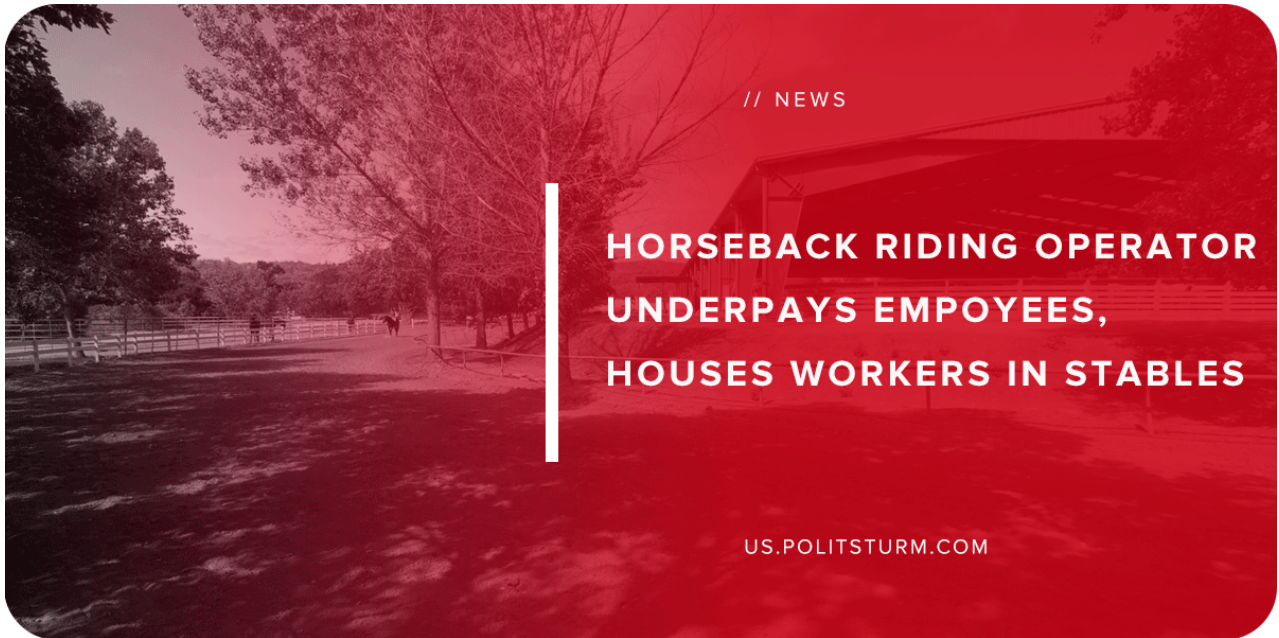 // NEWS
HORSEBACK RIDING OPERATOR
UNDERPAYS EMPOYEES,
HOUSES WORKERS IN STABLES
US.POLITSTURM.COM